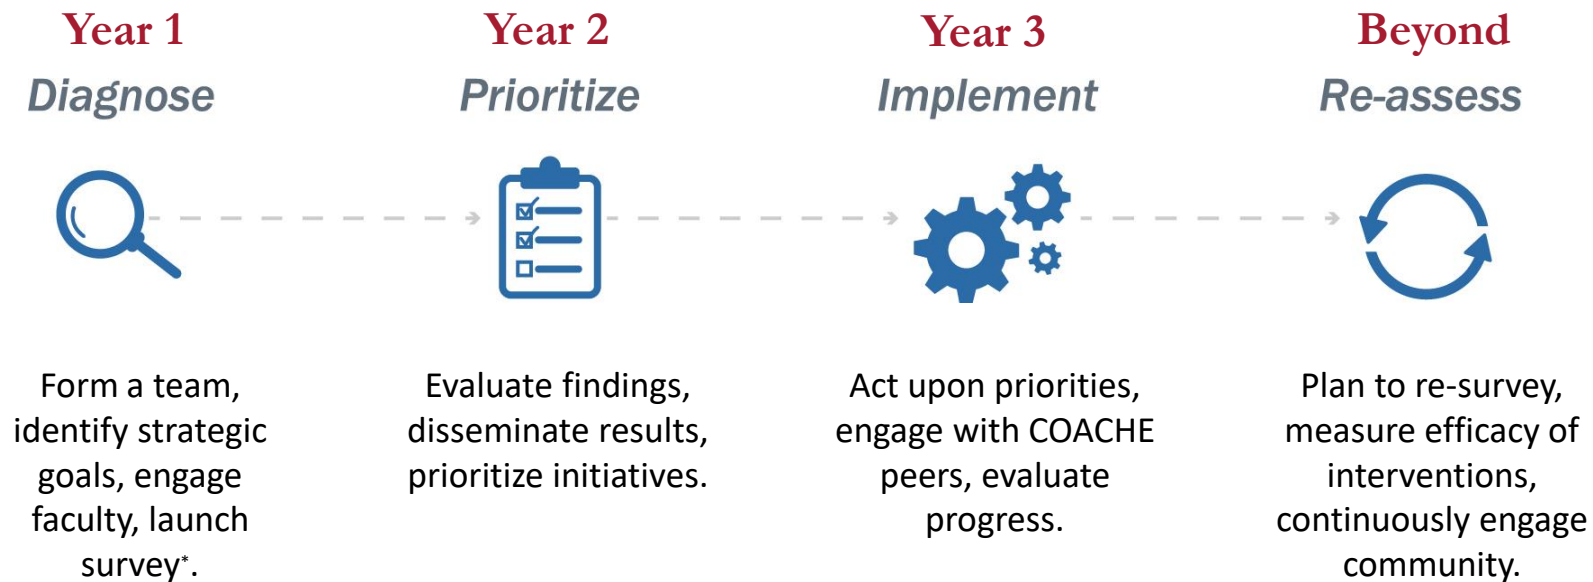 Year 1
Diagnose
Form a team,
identify strategic
goals, engage
faculty, launch
survey*.
Year 2
Prioritize
Evaluate findings,
disseminate results,
prioritize initiatives.
Year 3
Implement
Act upon priorities,
engage with COACHE
peers, evaluate
progress.
Beyond
Re-assess
Plan to re-survey,
measure efficacy of
interventions,
continuously engage
community.